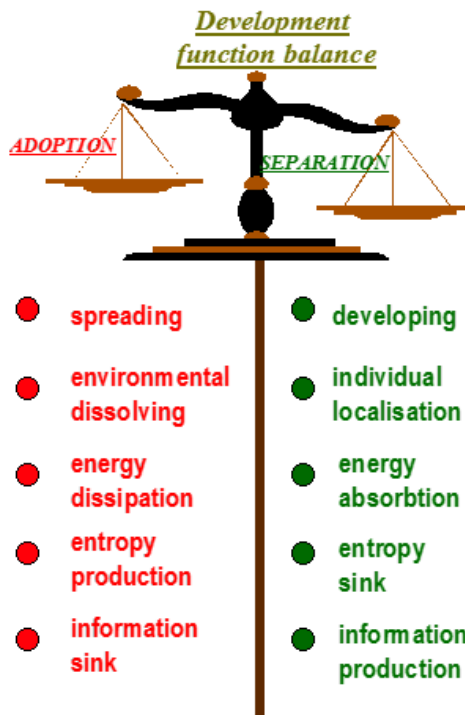 Development
function balance
ADOPTION
SEPARATION
spreading
environmental
dissolving
energy
dissipation
entropy
production
information
sink
developing
individual
localisation
energy
absorbtion
entropy
sink
information
production